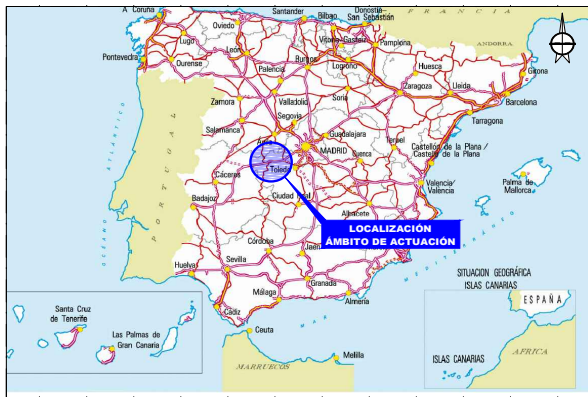 FRANCIA
A Coruña
Santander
Bilbao
Donostia-
San Sebastián
Oviedo
Lugo
Vitoria-Gasteiz
Pamplona
ANDORRA
Pontevedra
Ourense
León
Burgos
Logroño
Huesca
Girona
Palencia
Zamora
Valladolid
Soria
Zaragoza
Lleida
Barcelona
Segovia
Tarragona
Salamanca
Guadalajara
MADRID
Teruel
Castellón de la Plana/
Castelló de la Plana
OCÉANO
ATLÁNTICO
PORTUGAL
Cáceres
Toledo
Cuenca
Valencia/
València
Palma de
Mallorca
Badajoz
Ciudad Real
Albacete
LOCALIZACIÓN
ÁMBITO DE ACTUACIÓN
Córdoba
Jaén
Huelva
Sevilla
Granada
SITUACION GEOGRÁFICA
ISLAS CANARIAS
Málaga
Almería
ESPAÑA
Santa Cruz
de Tenerife
Cádiz
Las Palmas de
Gran Canaria
Ceuta
Melilla
MARRUECOS
ISLAS CANARIAS
AFRICA